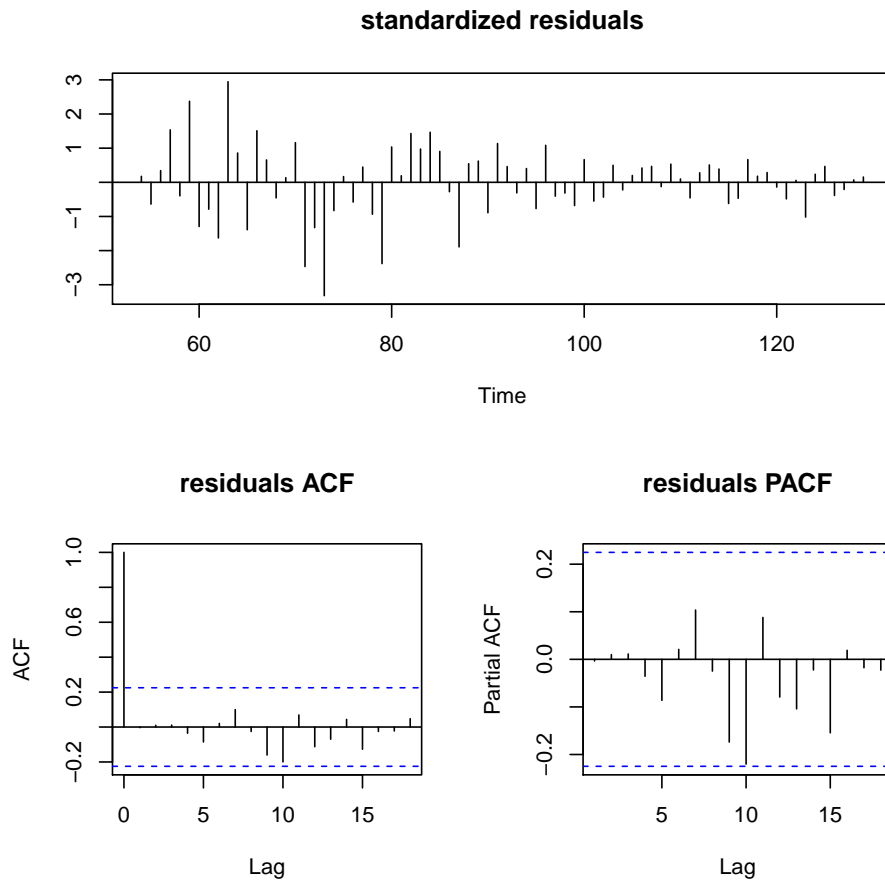 standardized residuals
3
2
1
−1
−3
60 80 100 120
Time
residuals ACF
residuals PACF
1.0
0.6
0.2
−0.2
ACF
0 5 10 15
Lag
0.2
0.0
−0.2
Partial ACF
5 10 15
Lag